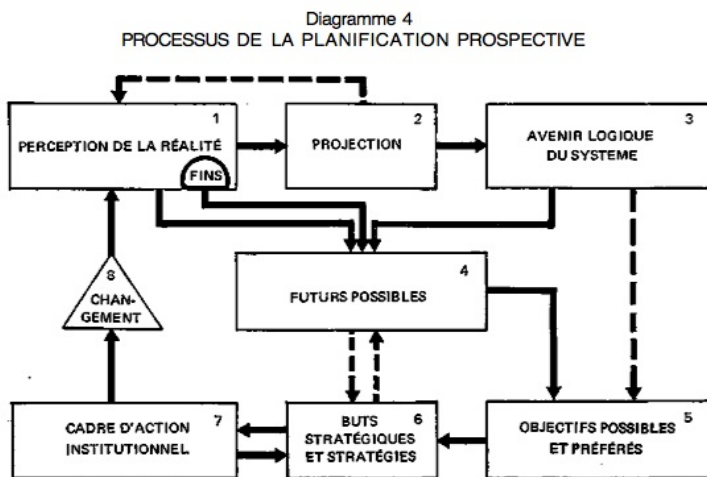 Diagramme 4
PROCESSUS DE LA PLANIFICATION PROSPECTIVE
1
PERCEPTION DE LA RÉALITÉ
FINS
2
PROJECTION
3
AVENIR LOGIQUE
DU SYSTEME
4
FUTURS POSSIBLES
8
CHAN-
GEMENT
7
CADRE D'ACTION
INSTITUTIONNEL
6
BUTS
STRATÉGIQUES
ET STRATÉGIES
5
OBJECTIFS POSSIBLES
ET PRÉFÉRÉS